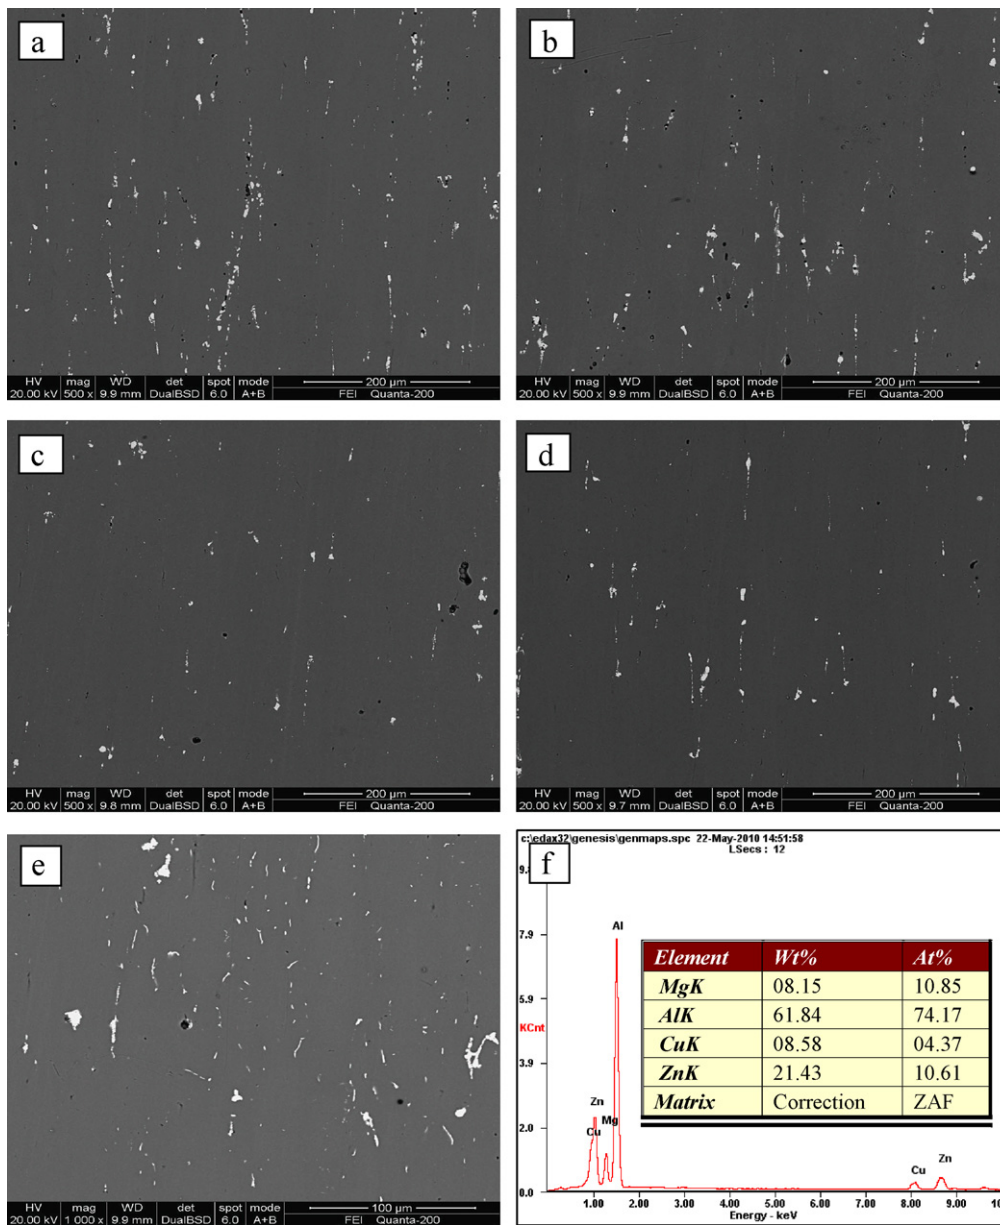 a
HV mag WD det spot mode 200 µm
20.00 kV 500 x 9.9 mm DualBSD 6.0 A+B FEI Quanta-200
b
HV mag WD det spot mode 200 µm
20.00 kV 500 x 9.9 mm DualBSD 6.0 A+B FEI Quanta-200
c
HV mag WD det spot mode 200 µm
20.00 kV 500 x 9.8 mm DualBSD 6.0 A+B FEI Quanta-200
d
HV mag WD det spot mode 200 µm
20.00 kV 500 x 9.7 mm DualBSD 6.0 A+B FEI Quanta-200
e
HV mag WD det spot mode 100 µm
20.00 kV 1 000 x 9.9 mm DualBSD 6.0 A+B FEI Quanta-200
c:\edax32\genesis\genmaps.spc 22-May-2010 14:51:58
LSecs : 12
f
7.9
5.9
KCnt
3.9
2.0
0.0
Al
Zn
Mg
Cu
Cu
Zn
Element Wt% At%
MgK 08.15 10.85
AlK 61.84 74.17
CuK 08.58 04.37
ZnK 21.43 10.61
Matrix Correction ZAF
1.00 2.00 3.00 4.00 5.00 6.00 7.00 8.00 9.00
Energy - keV